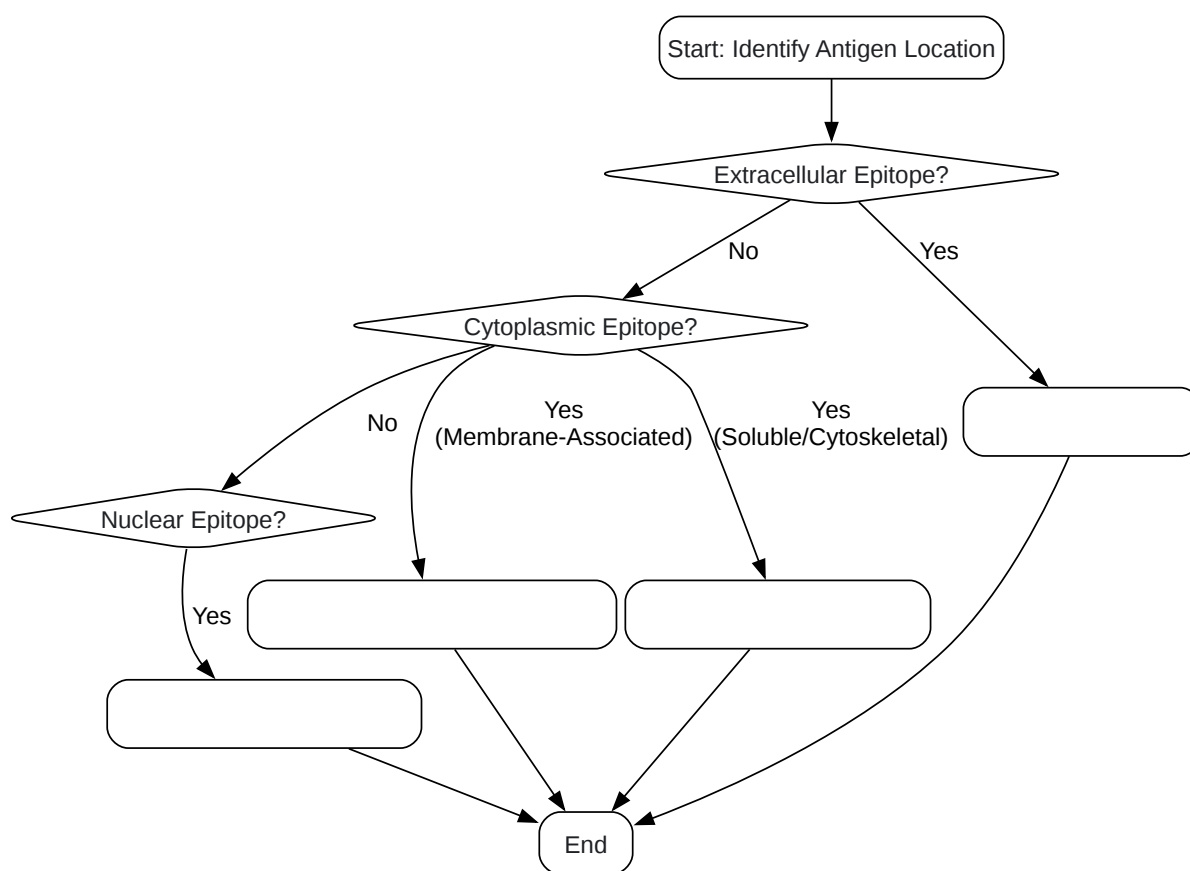 Start: Identify Antigen Location
Extracellular Epitope?
No
Yes
Cytoplasmic Epitope?
No
Yes
(Membrane-Associated)
Yes
(Soluble/Cytoskeletal)
Nuclear Epitope?
Yes
End